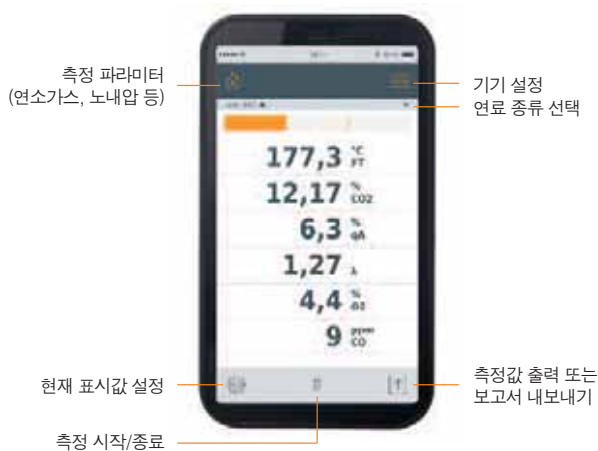 측정 파라미터
(연소가스, 노내압 등)
기기 설정
연료 종류 선택
177,3 °C FT
12,17 % CO2
6,3 % qA
1,27 λ
4,4 % O2
9 ppm CO
현재 표시값 설정
측정 시작/종료
측정값 출력 또는
보고서 내보내기